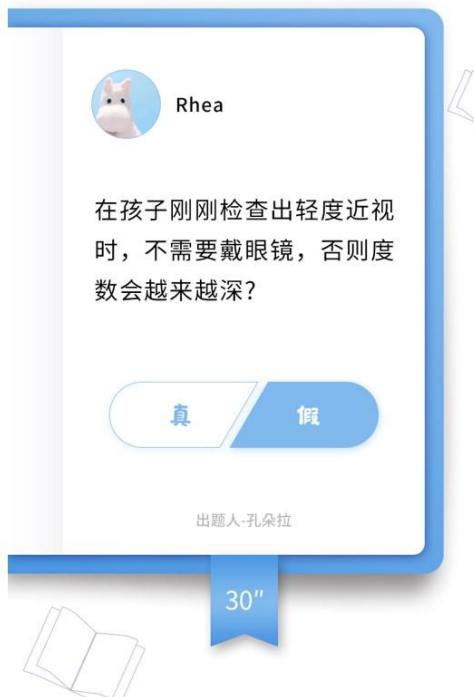 Rhea
在孩子刚刚检查出轻度近视
时，不需要戴眼镜，否则度
数会越来越深?
真 假
出题人-孔朵拉
30"